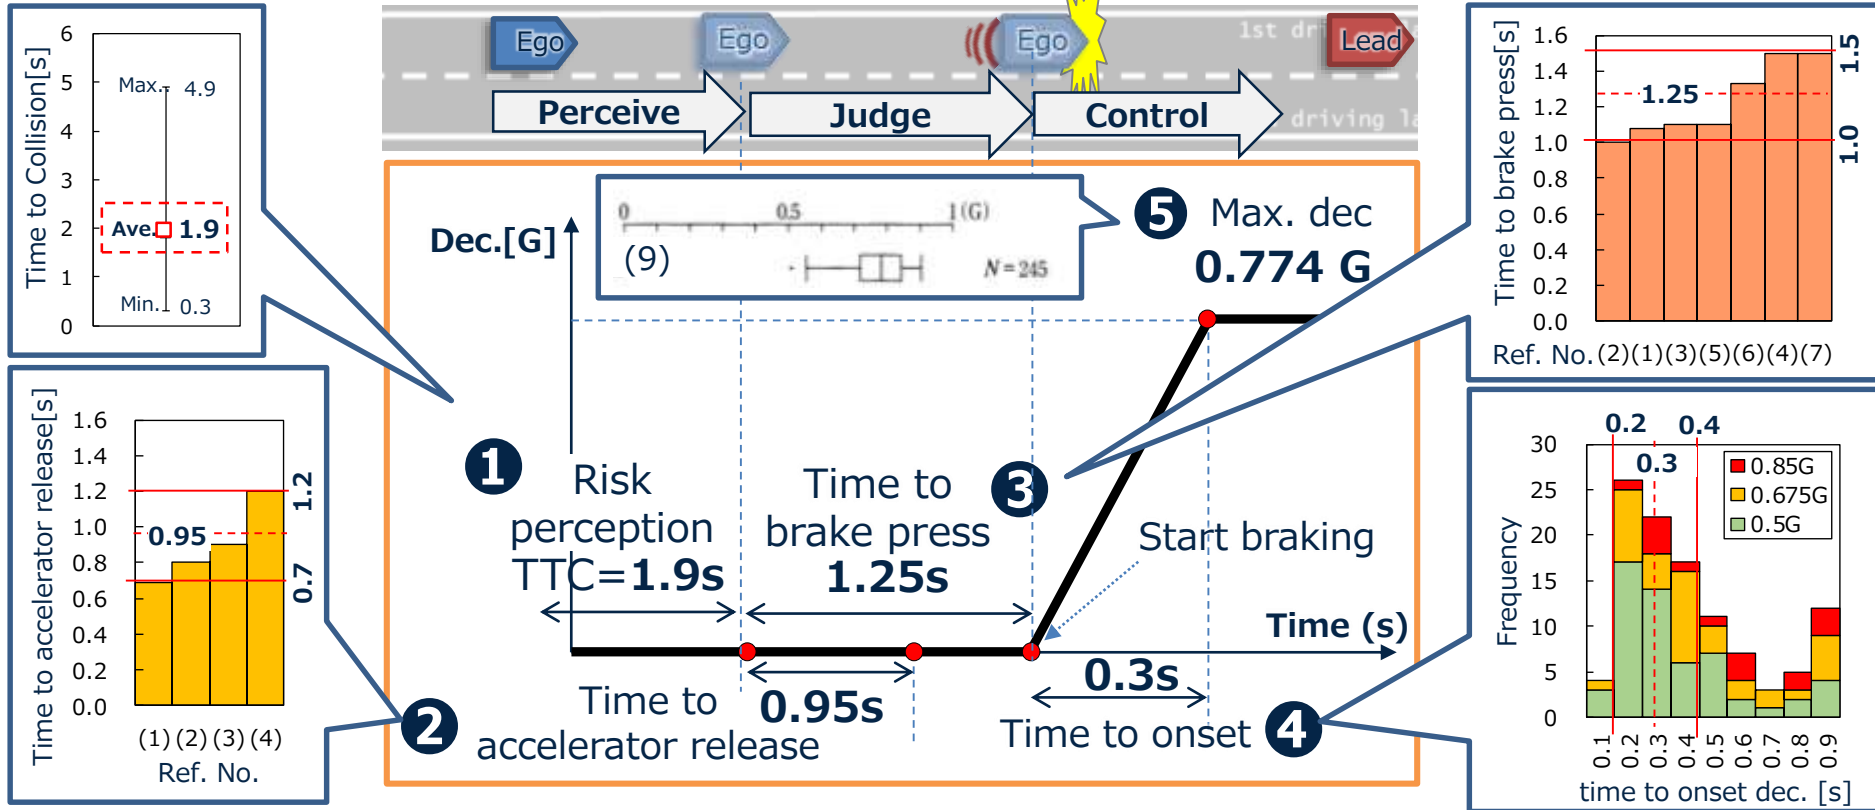 Ego
Ego
Ego
Lead
1st dri
driving la
Perceive
Judge
Control
Time to Collision[s]
6
5
4
3
2
1
0
Max. 4.9
Ave. 1.9
Min. 0.3
Time to accelerator release[s]
1.6
1.4
1.2
1.0
0.8
0.6
0.4
0.2
0.0
0.95
1.2
0.7
(1) (2) (3) (4)
Ref. No.
Dec.[G]
0 0.5 1 (G)
(9)
N = 245
5 Max. dec
0.774 G
1
Risk
perception
TTC=1.9s
Time to
brake press
1.25s
3
Start braking
Time (s)
2
Time to
accelerator release
0.95s
0.3s
Time to onset 4
Time to brake press[s]
1.6
1.4
1.2
1.0
0.8
0.6
0.4
0.2
0.0
1.25
1.5
1.0
Ref. No. (2)(1)(3)(5)(6)(4)(7)
Frequency
30
25
20
15
10
5
0
0.2
0.3
0.4
0.85G
0.675G
0.5G
0.1
0.2
0.3
0.4
0.5
0.6
0.7
0.8
0.9
time to onset dec. [s]